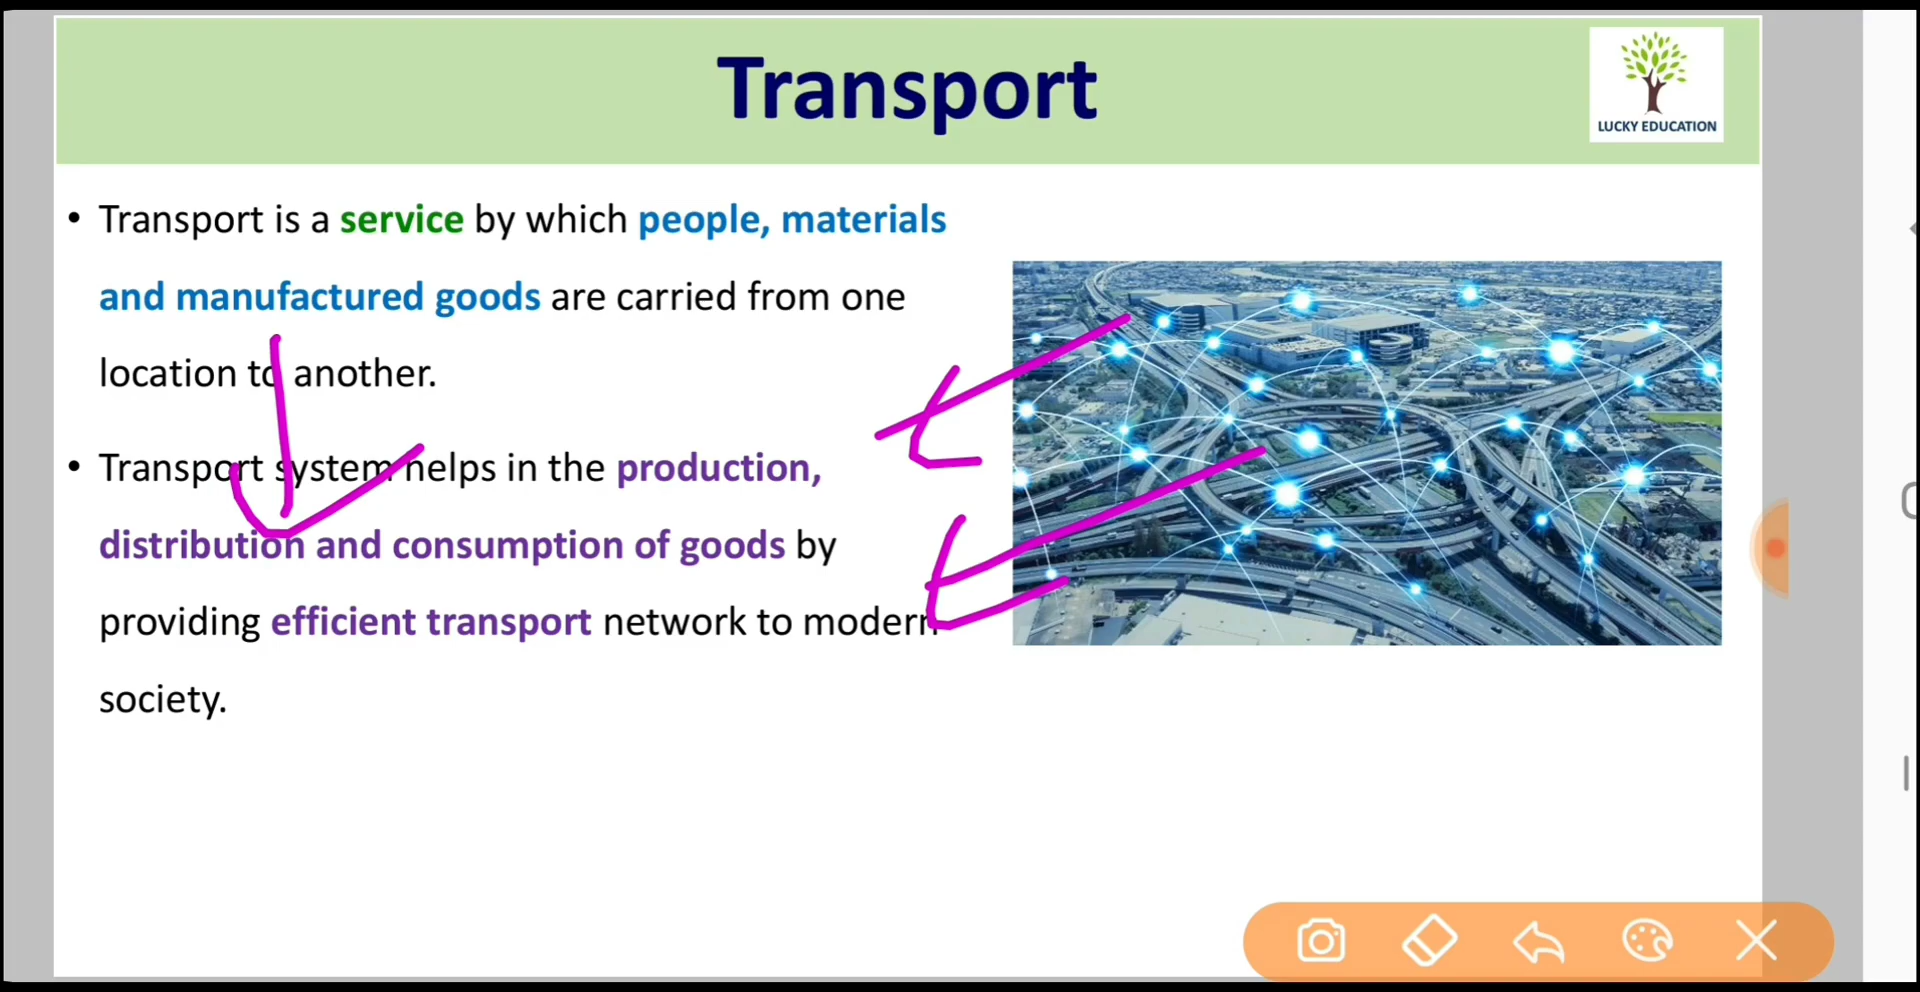 Transport
LUCKY EDUCATION
• Transport is a service by which people, materials
and manufactured goods are carried from one
location to another.
• Transport system helps in the production,
distribution and consumption of goods by
providing efficient transport network to modern
society.